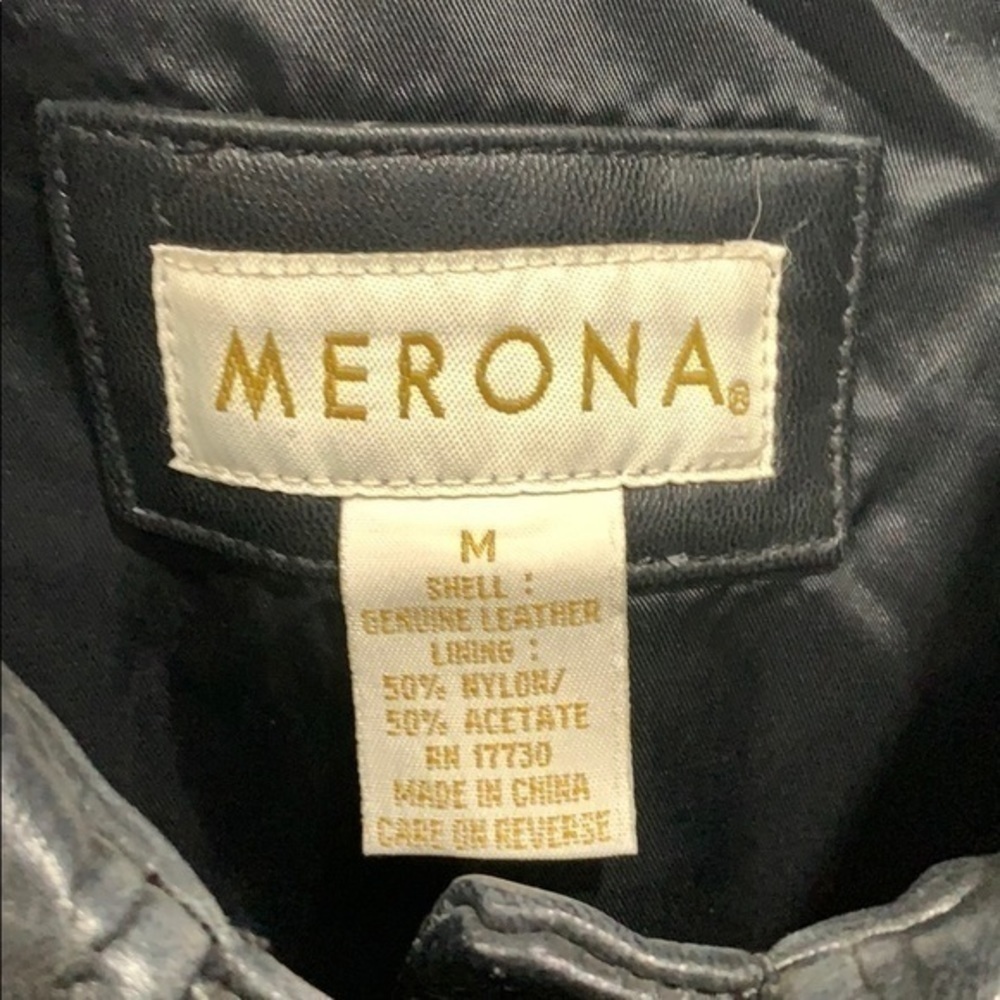 MERONA®
M
SHELL :
GENUINE LEATHER
LINING :
50% NYLON/
50% ACETATE
RN 17730
MADE IN CHINA
CARE ON REVERSE